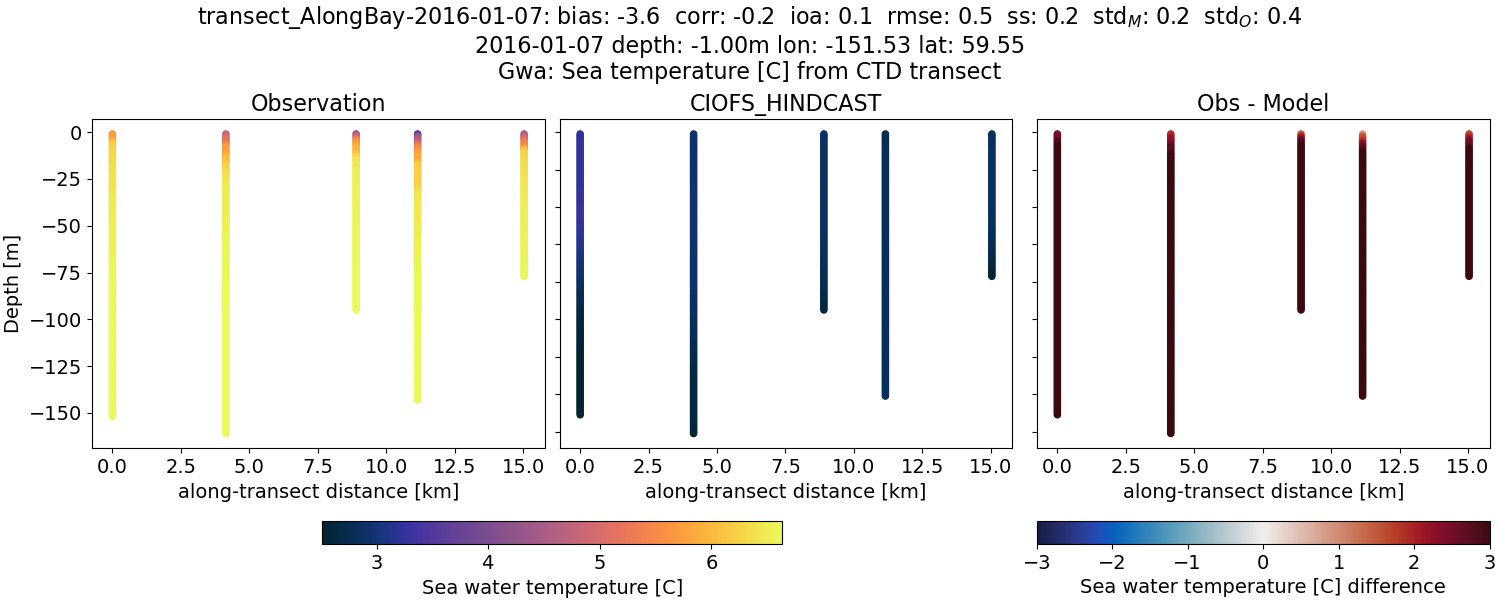 transect_AlongBay-2016-01-07: bias: -3.6 corr: -0.2 ioa: 0.1 rmse: 0.5 ss: 0.2 std_M: 0.2 std_O: 0.4
2016-01-07 depth: -1.00m lon: -151.53 lat: 59.55
Gwa: Sea temperature [C] from CTD transect
Observation
CIOFS_HINDCAST
Obs - Model
Depth [m]
0
−25
−50
−75
−100
−125
−150
0.0 2.5 5.0 7.5 10.0 12.5 15.0
0.0 2.5 5.0 7.5 10.0 12.5 15.0
0.0 2.5 5.0 7.5 10.0 12.5 15.0
along-transect distance [km]
along-transect distance [km]
along-transect distance [km]
3 4 5 6
Sea water temperature [C]
−3 −2 −1 0 1 2 3
Sea water temperature [C] difference